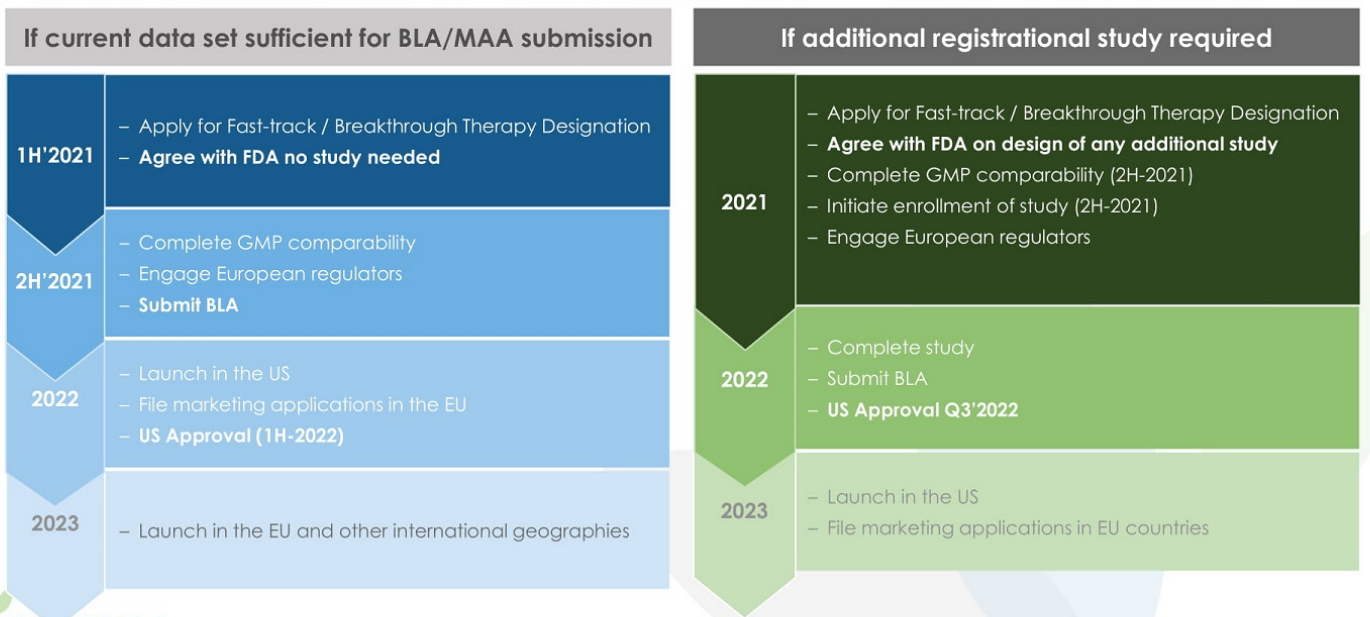 If current data set sufficient for BLA/MAA submission
1H'2021
– Apply for Fast-track / Breakthrough Therapy Designation
– Agree with FDA no study needed
2H'2021
– Complete GMP comparability
– Engage European regulators
– Submit BLA
2022
– Launch in the US
– File marketing applications in the EU
– US Approval (1H-2022)
2023
– Launch in the EU and other international geographies
If additional registrational study required
2021
– Apply for Fast-track / Breakthrough Therapy Designation
– Agree with FDA on design of any additional study
– Complete GMP comparability (2H-2021)
– Initiate enrollment of study (2H-2021)
– Engage European regulators
2022
– Complete study
– Submit BLA
– US Approval Q3'2022
2023
– Launch in the US
– File marketing applications in EU countries